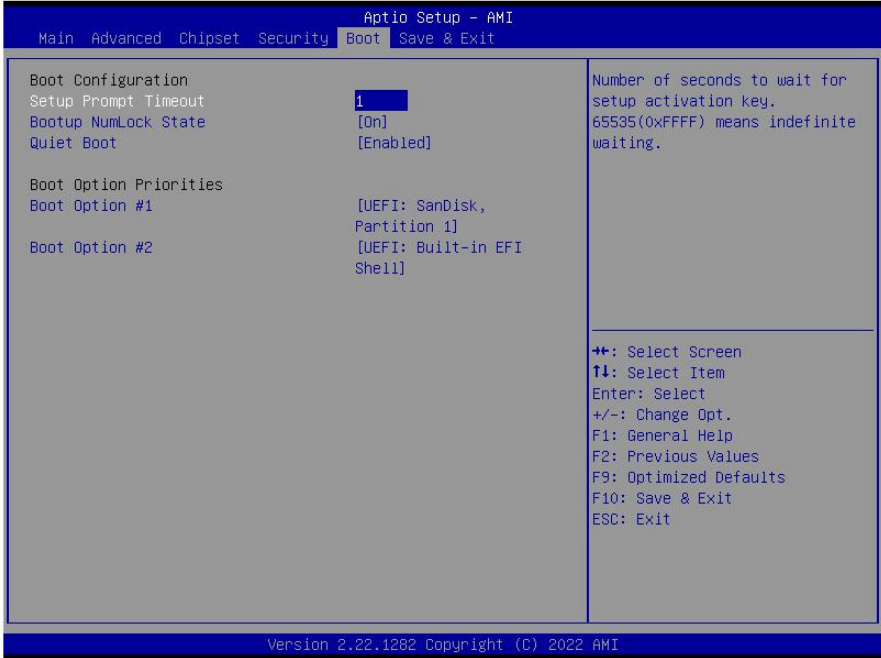 Aptio Setup – AMI
Main Advanced Chipset Security Boot Save & Exit
Boot Configuration
Setup Prompt Timeout 1
Bootup NumLock State [On]
Quiet Boot [Enabled]
Boot Option Priorities
Boot Option #1 [UEFI: SanDisk,
Partition 1]
Boot Option #2 [UEFI: Built-in EFI
Shell]
Number of seconds to wait for
setup activation key.
65535(0xFFFF) means indefinite
waiting.
→←: Select Screen
↑↓: Select Item
Enter: Select
+/-: Change Opt.
F1: General Help
F2: Previous Values
F9: Optimized Defaults
F10: Save & Exit
ESC: Exit
Version 2.22.1282 Copyright (C) 2022 AMI